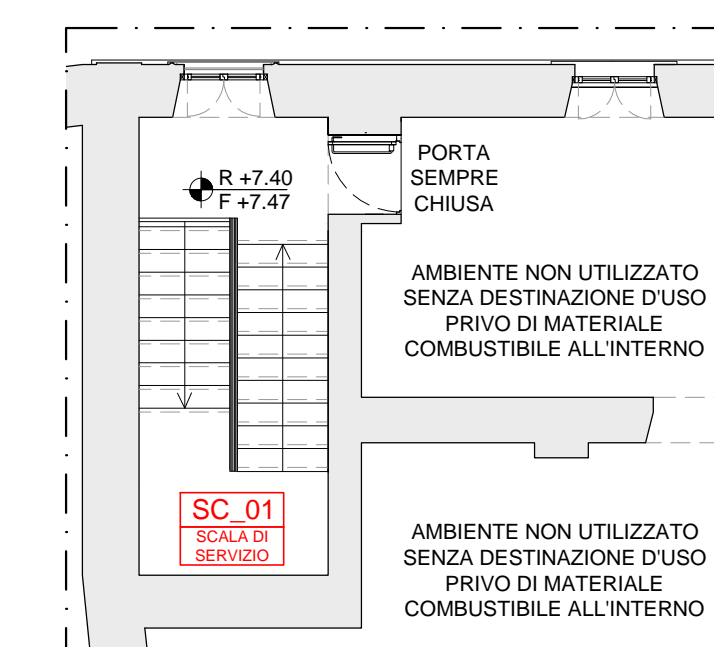 PORTA
SEMPRE
CHIUSA
R +7.40
F +7.47
AMBIENTE NON UTILIZZATO
SENZA DESTINAZIONE D'USO
PRIVO DI MATERIALE
COMBUSTIBILE ALL'INTERNO
SC_01
SCALA DI
SERVIZIO
AMBIENTE NON UTILIZZATO
SENZA DESTINAZIONE D'USO
PRIVO DI MATERIALE
COMBUSTIBILE ALL'INTERNO